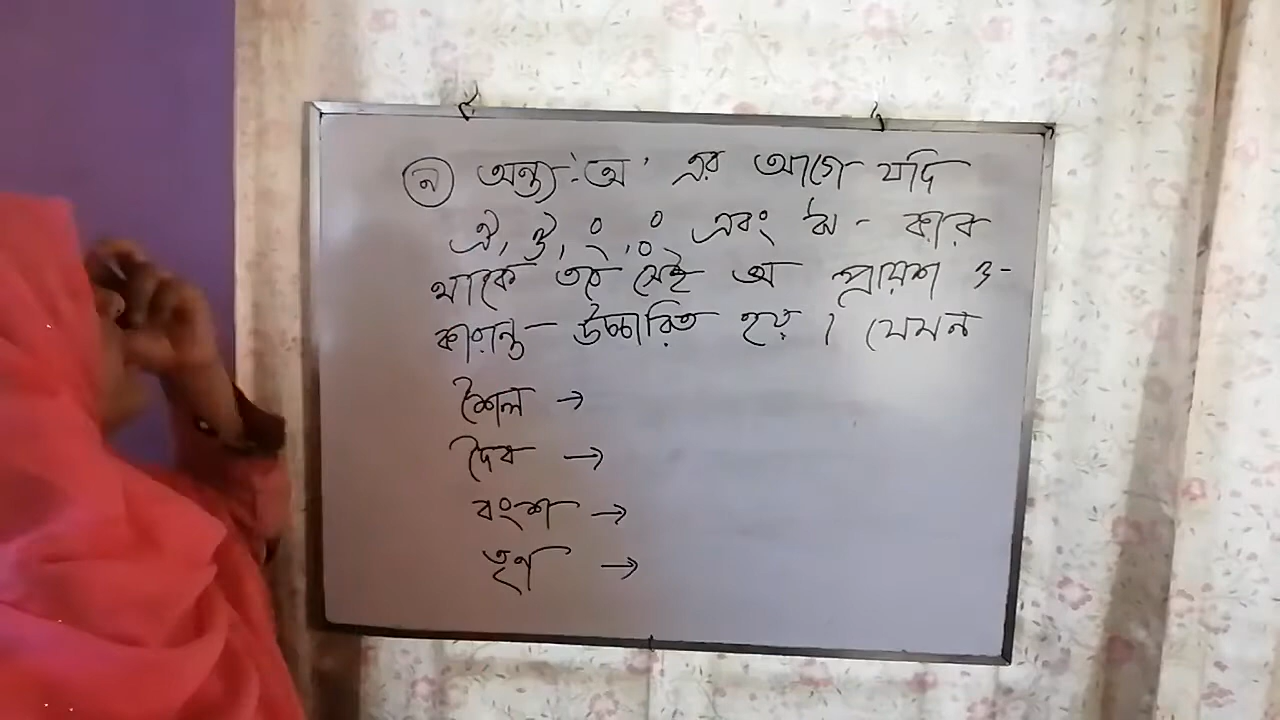 (ন) অন্ত্য-'অ' এর আগে যদি
ঐ, ঔ, ং, ঃ এবং ঋ - কার
থাকে তবে সেই অ প্রায়শ ও-
কারান্ত উচ্চারিত হয়। যেমন
শৈল →
দৈব →
বংশ →
তৃণ →